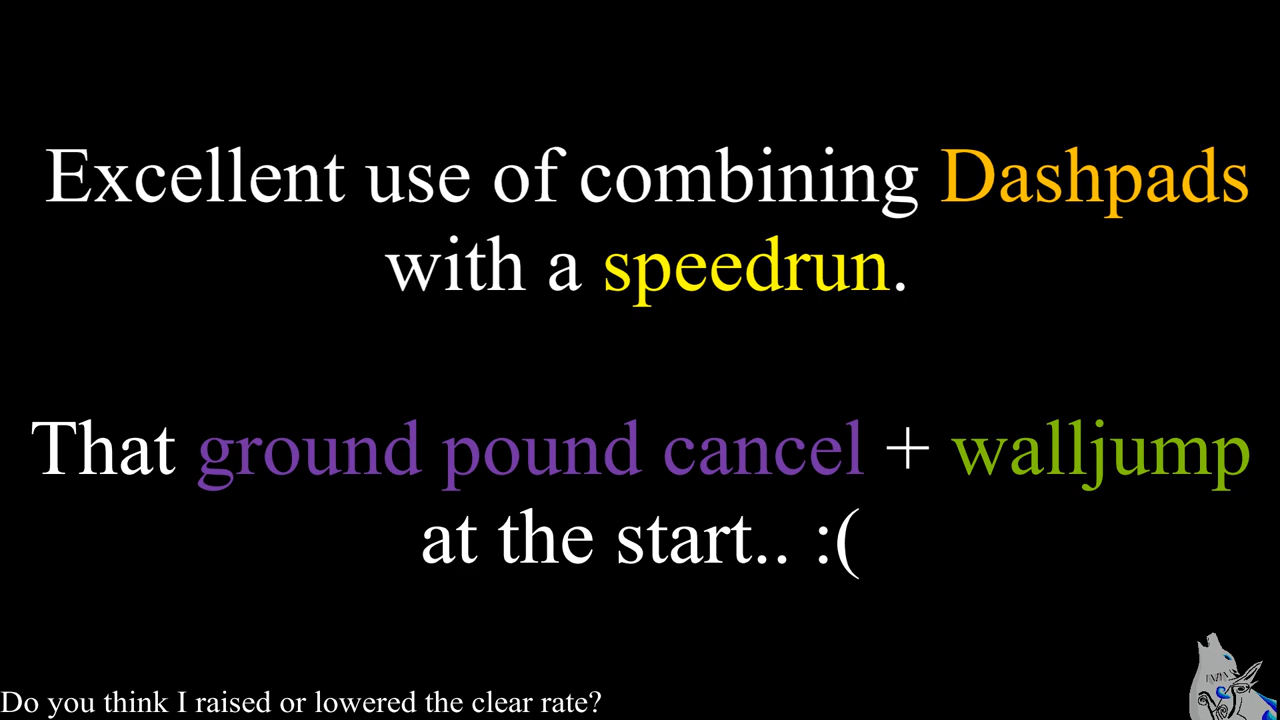 Excellent use of combining Dashpads
with a speedrun.
That ground pound cancel + walljump
at the start.. :(
Do you think I raised or lowered the clear rate?